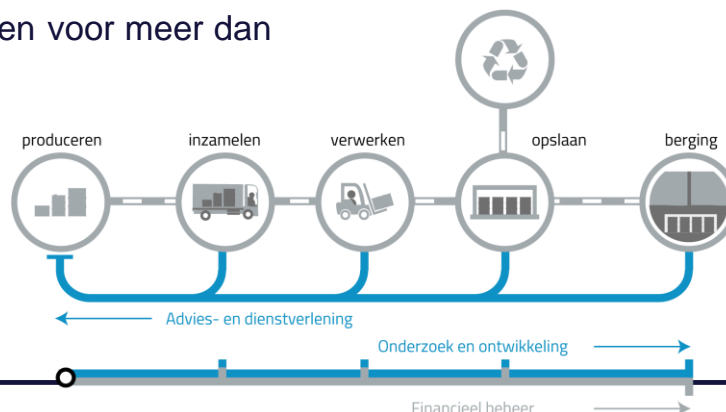 en voor meer dan
produceren
inzamelen
verwerken
opslaan
berging
Advies- en dienstverlening
Onderzoek en ontwikkeling
Financieel beheer